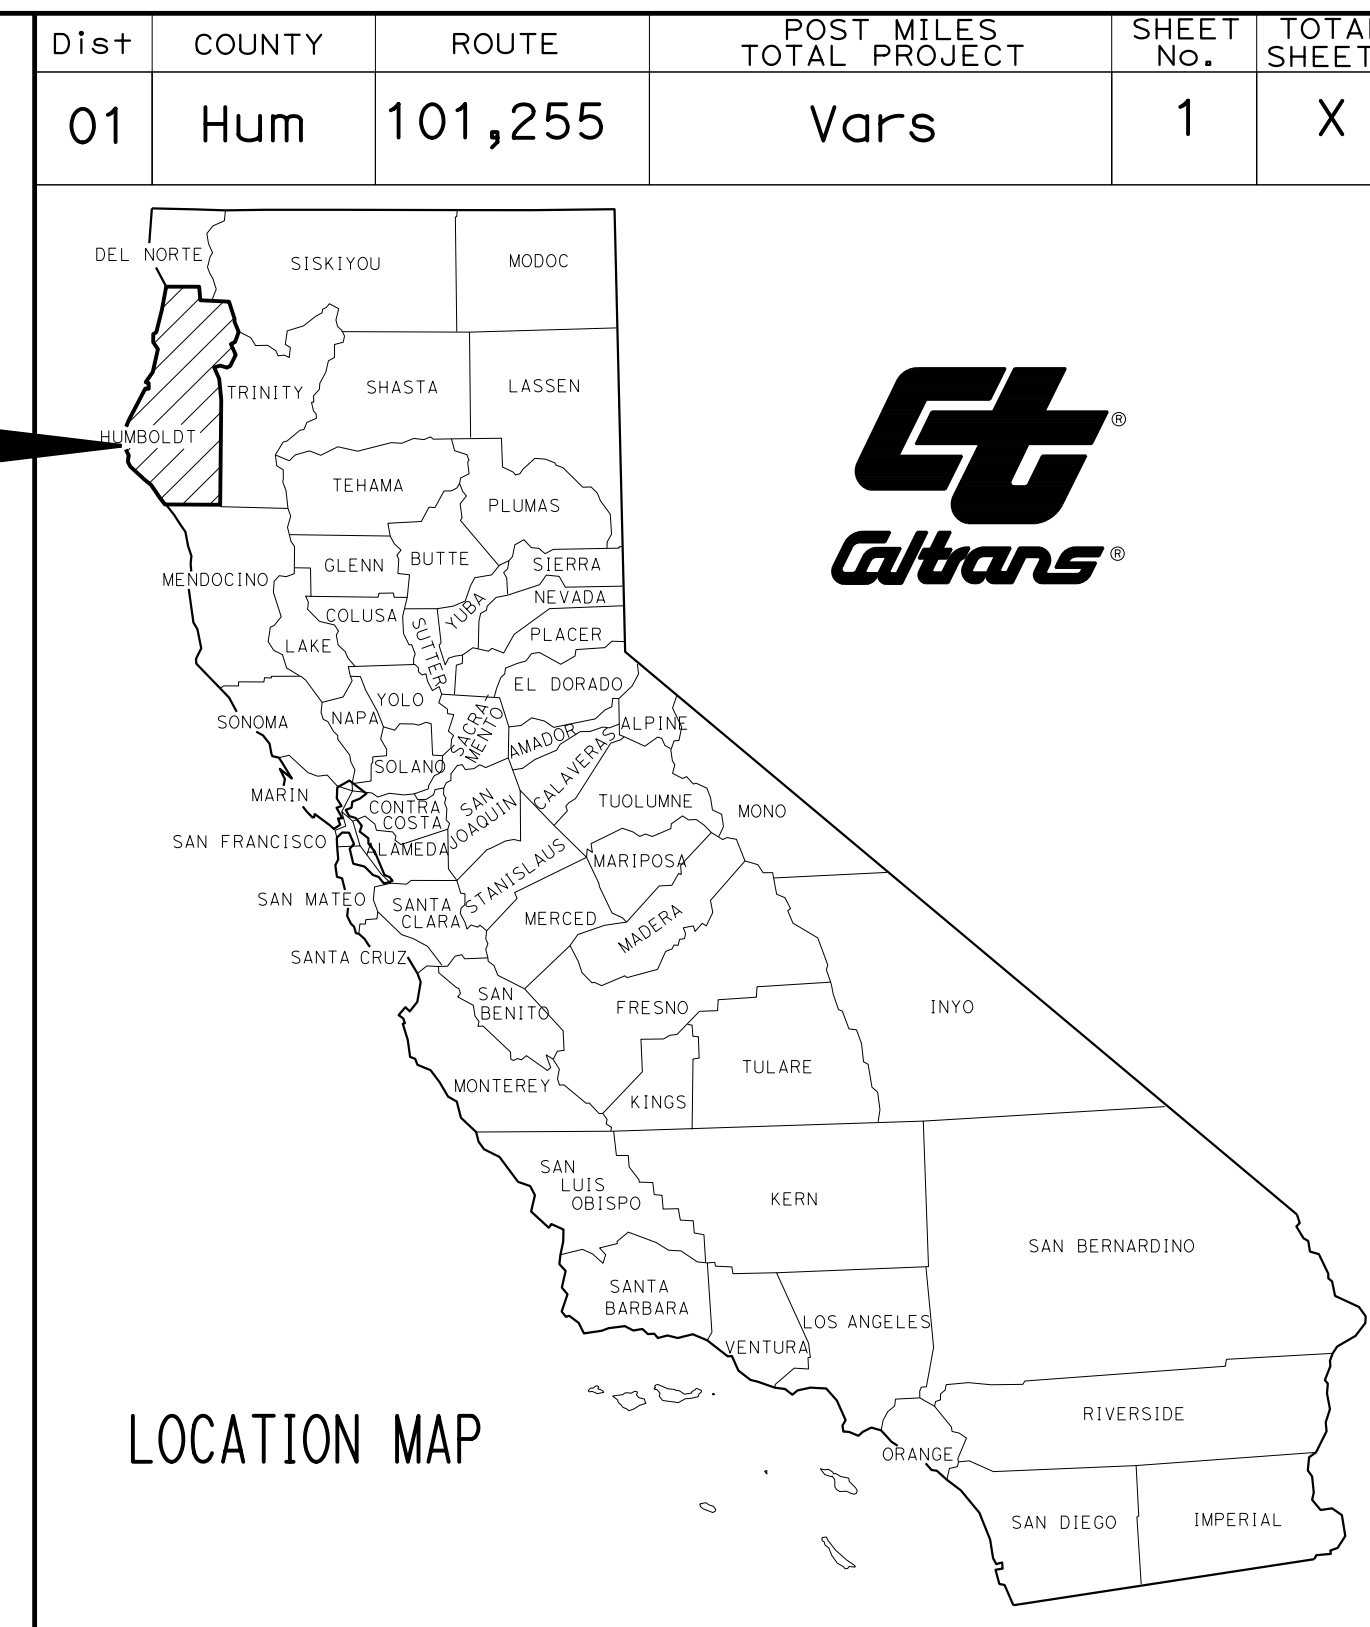 Dist COUNTY ROUTE POST MILES SHEET
TOTAL PROJECT No.
01 Hum 101,255 Vars 1 X
DEL NORTE
SISKIYOU
MODOC
TRINITY
SHASTA
LASSEN
HUMBOLDT
TEHAMA
PLUMAS
GLENN
BUTTE
SIERRA
MENDOCINO
NEVADA
COLUSA
YUBA
SUTTER
PLACER
LAKE
EL DORADO
YOLO
SONOMA
NAPA
SACRA-
MENTO
ALPINE
AMADOR
SOLANO
CALAVERAS
MARIN
CONTRA
COSTA
SAN
JOAQUIN
TUOLUMNE
MONO
SAN FRANCISCO
ALAMEDA
STANISLAUS
MARIPOSA
SAN MATEO
SANTA
CLARA
MERCED
MADERA
SANTA CRUZ
SAN
BENITO
FRESNO
INYO
TULARE
MONTEREY
KINGS
SAN
LUIS
OBISPO
KERN
SAN BERNARDINO
SANTA
BARBARA
VENTURA
LOS ANGELES
RIVERSIDE
ORANGE
SAN DIEGO
IMPERIAL
Ct ®
Caltrans ®
LOCATION MAP